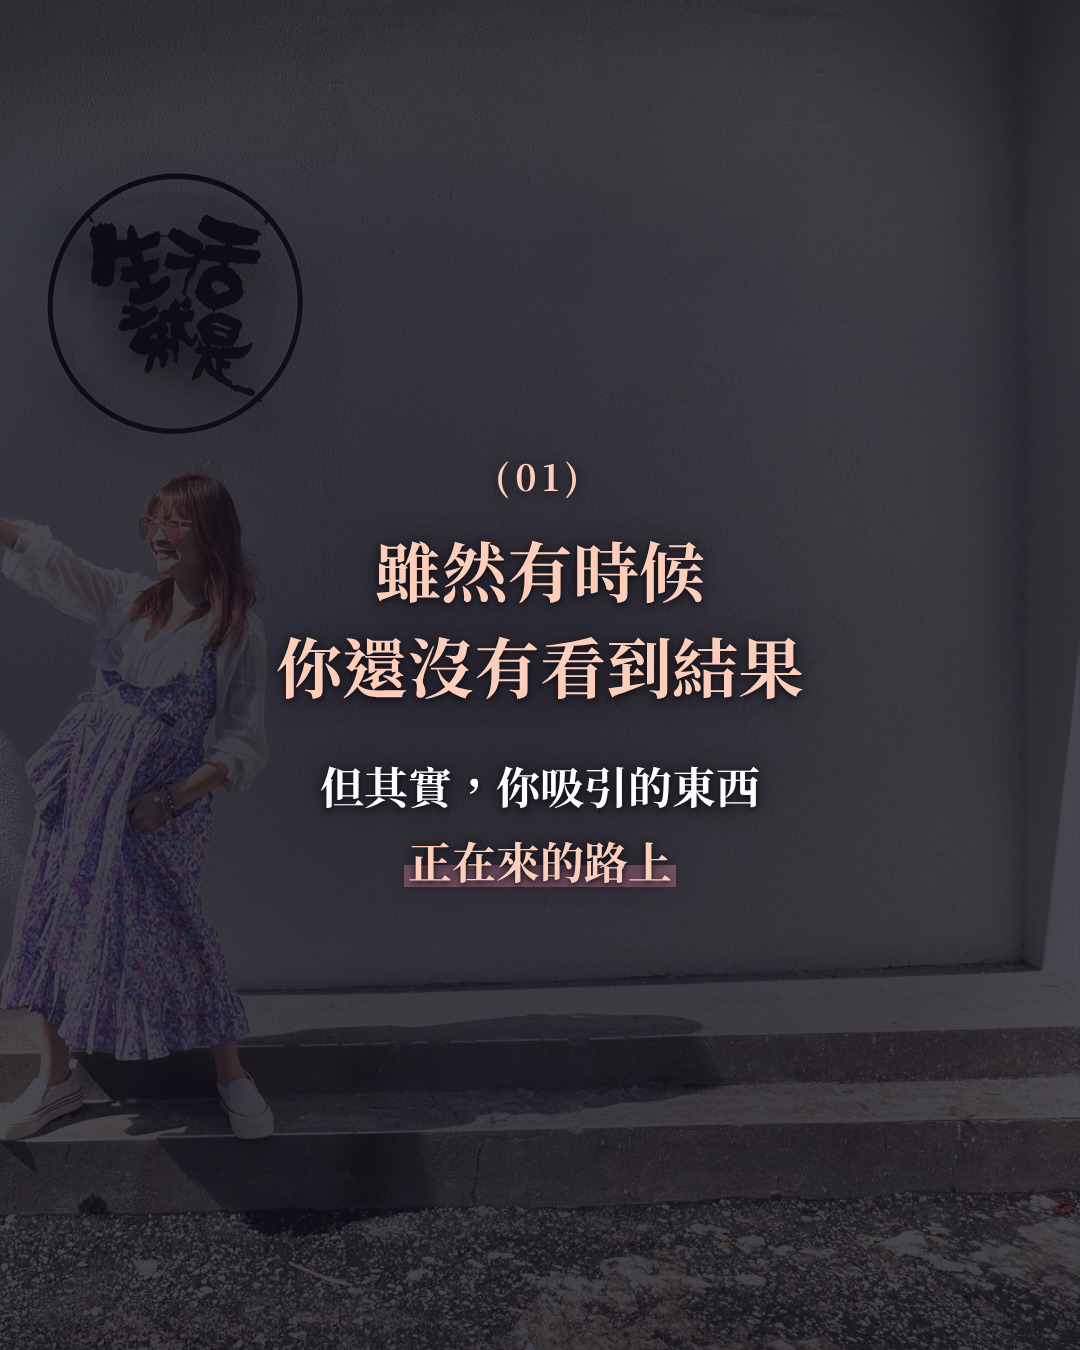 生活
就是
(01)
雖然有時候
你還沒有看到結果
但其實，你吸引的東西
正在來的路上